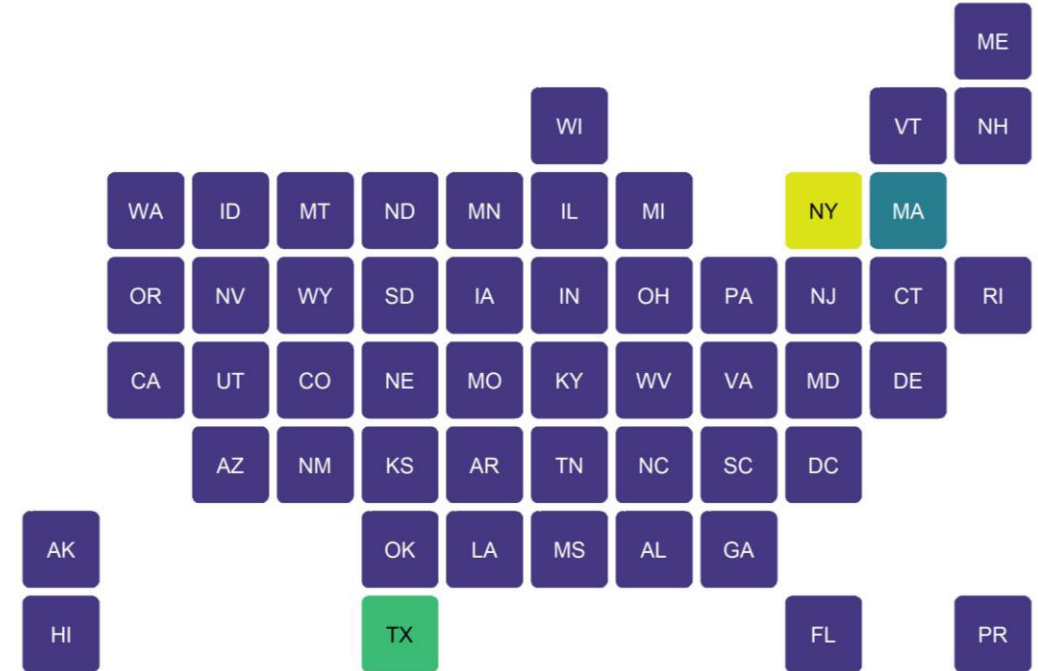 ME
WI VT NH
WA ID MT ND MN IL MI NY MA
OR NV WY SD IA IN OH PA NJ CT RI
CA UT CO NE MO KY WV VA MD DE
AZ NM KS AR TN NC SC DC
AK OK LA MS AL GA
HI TX FL PR